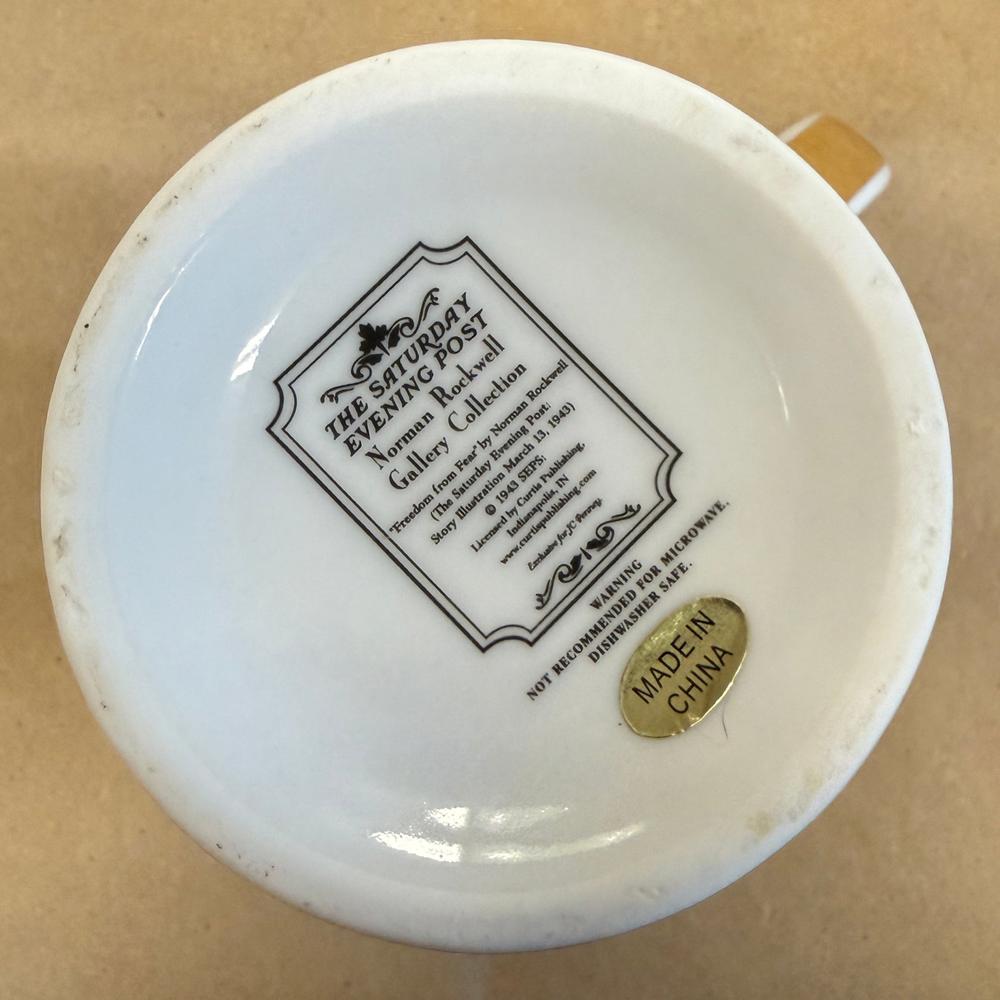 THE SATURDAY
EVENING POST
Norman Rockwell
Gallery Collection
"Freedom from Fear" by Norman Rockwell
(The Saturday Evening Post;
Story Illustration March 13, 1943)
© 1943 SEPS:
Licensed by Curtis Publishing,
Indianapolis, IN
www.curtispublishing.com
Exclusive for JC Penney.
WARNING
NOT RECOMMENDED FOR MICROWAVE.
DISHWASHER SAFE.
MADE IN
CHINA